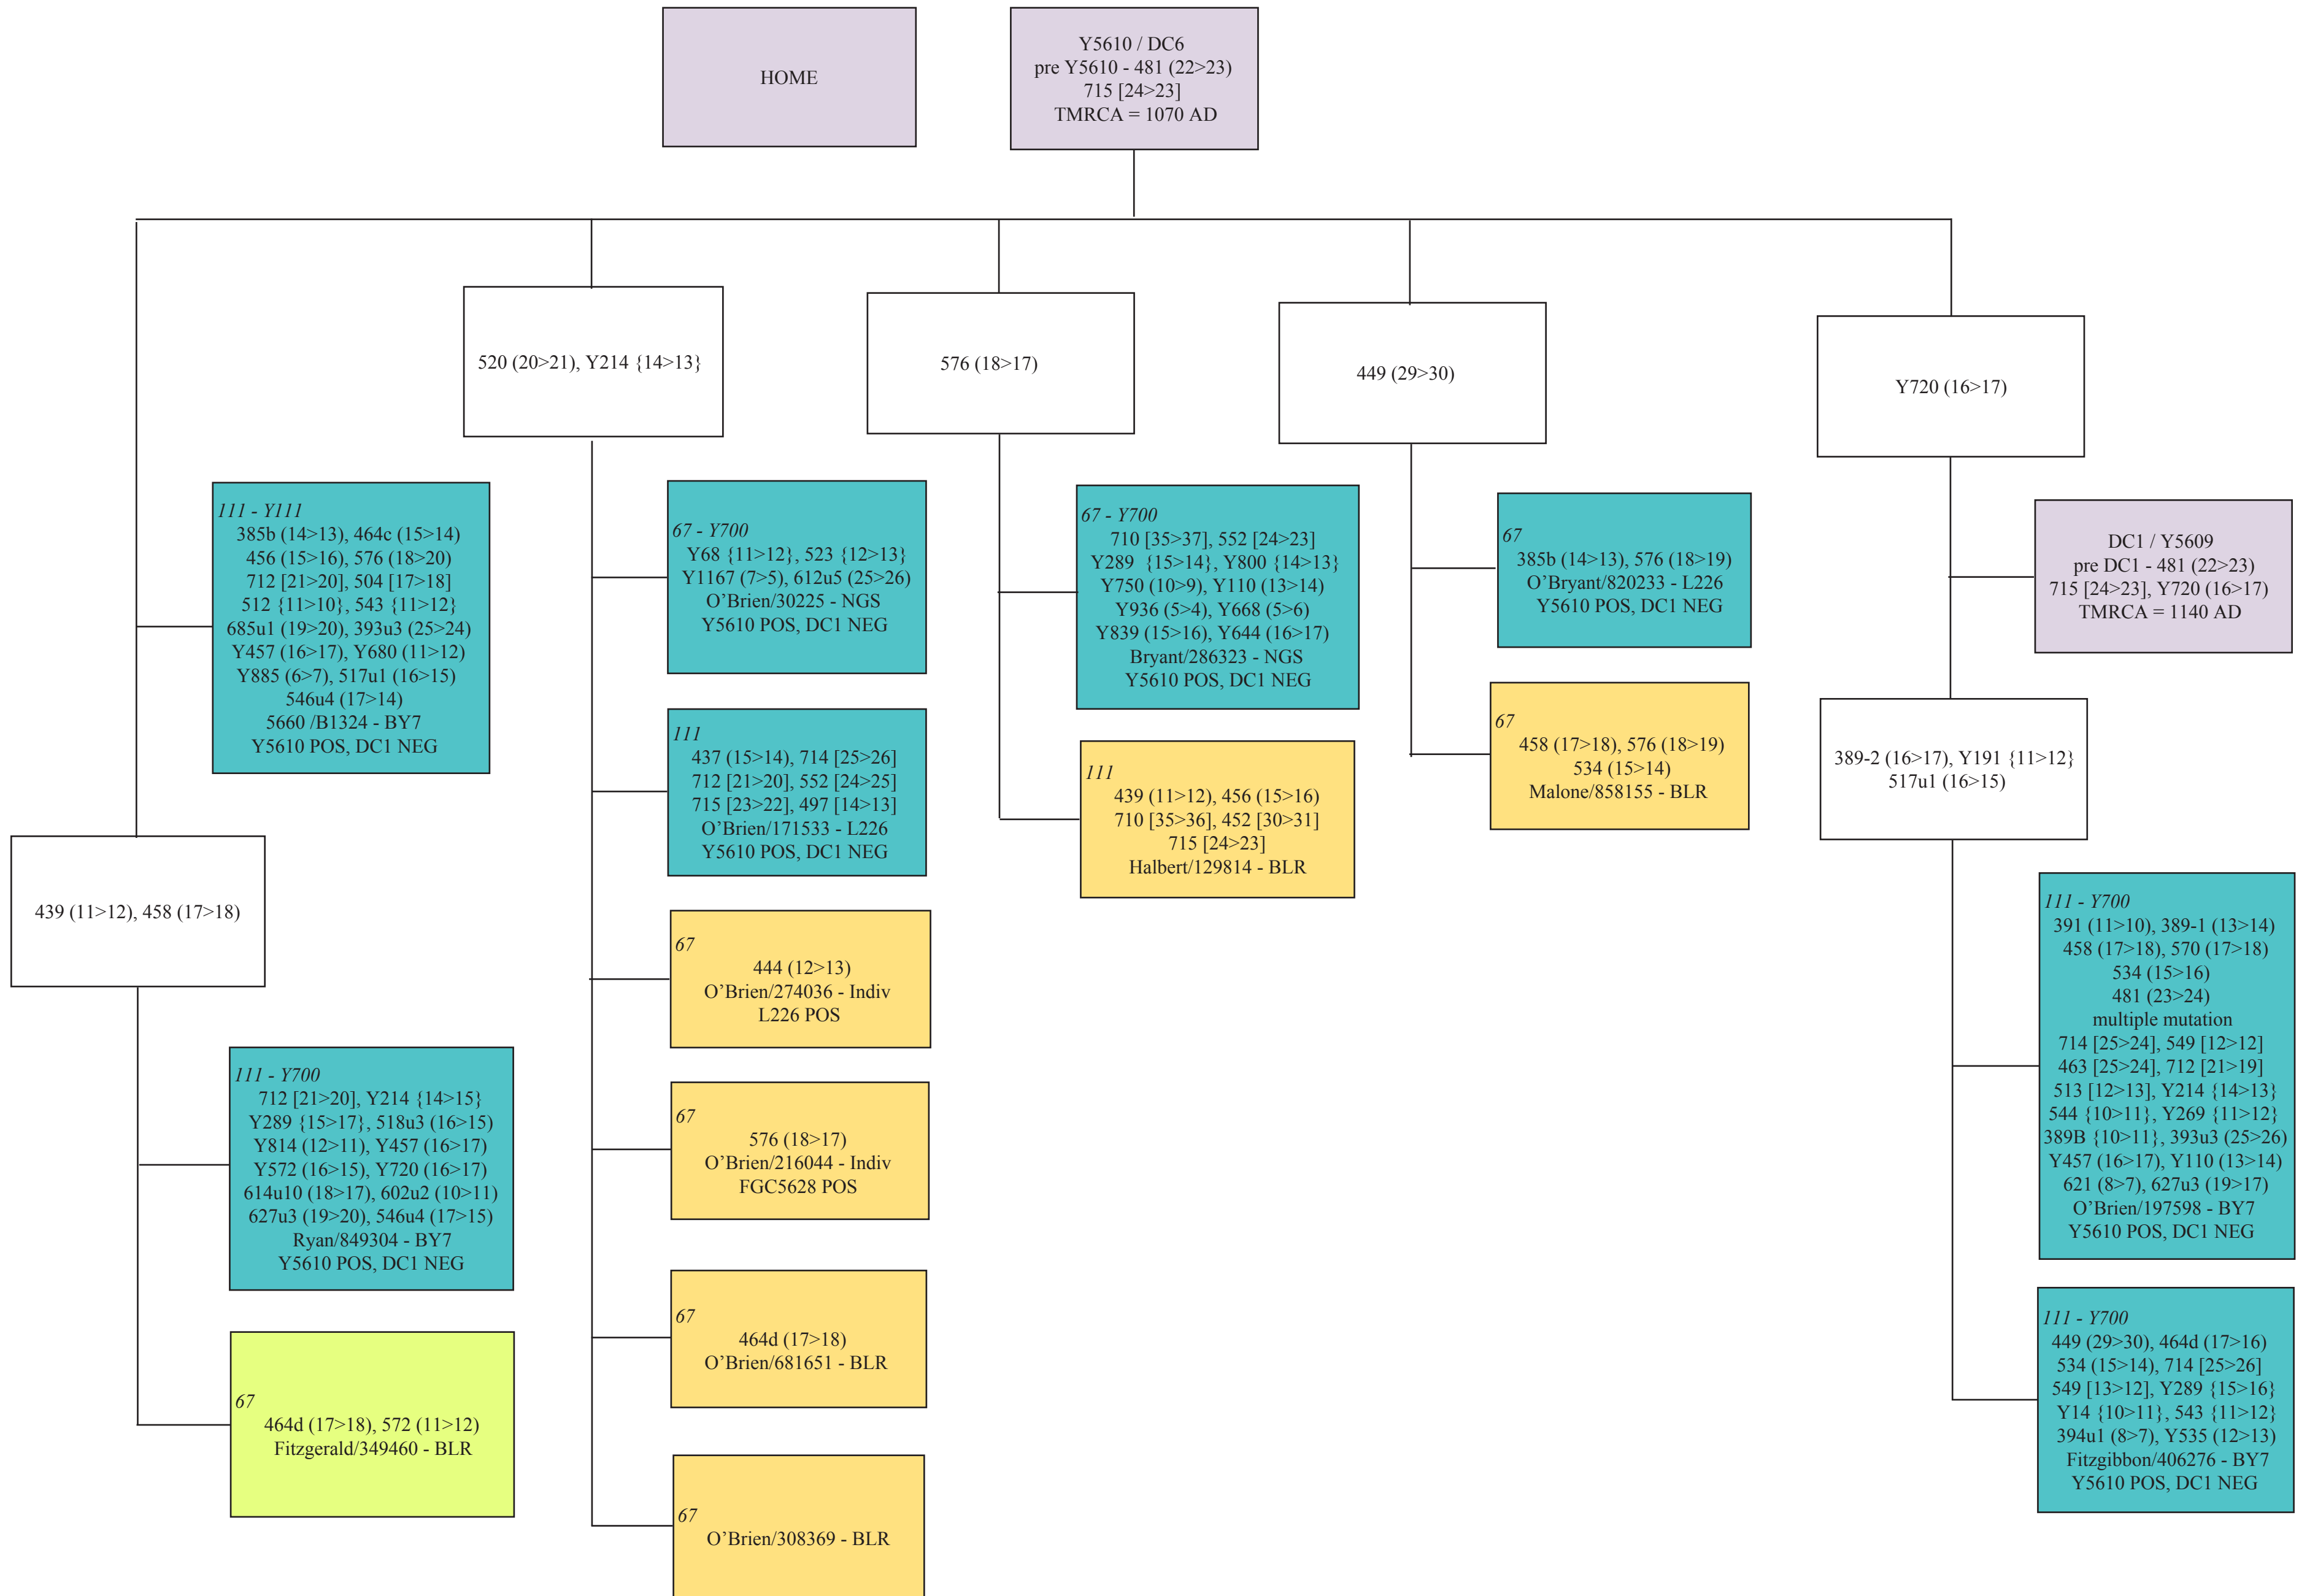 HOME
Y5610 / DC6
pre Y5610 - 481 (22>23)
715 [24>23]
TMRCA = 1070 AD
520 (20>21), Y214 {14>13}
576 (18>17)
449 (29>30)
Y720 (16>17)
111 - Y111
385b (14>13), 464c (15>14)
456 (15>16), 576 (18>20)
712 [21>20], 504 [17>18]
512 {11>10}, 543 {11>12}
685u1 (19>20), 393u3 (25>24)
Y457 (16>17), Y680 (11>12)
Y885 (6>7), 517u1 (16>15)
546u4 (17>14)
5660 /B1324 - BY7
Y5610 POS, DC1 NEG
439 (11>12), 458 (17>18)
111 - Y700
712 [21>20], Y214 {14>15}
Y289 {15>17}, 518u3 (16>15)
Y814 (12>11), Y457 (16>17)
Y572 (16>15), Y720 (16>17)
614u10 (18>17), 602u2 (10>11)
627u3 (19>20), 546u4 (17>15)
Ryan/849304 - BY7
Y5610 POS, DC1 NEG
67
464d (17>18), 572 (11>12)
Fitzgerald/349460 - BLR
67 - Y700
Y68 {11>12}, 523 {12>13}
Y1167 (7>5), 612u5 (25>26)
O’Brien/30225 - NGS
Y5610 POS, DC1 NEG
111
437 (15>14), 714 [25>26]
712 [21>20], 552 [24>25]
715 [23>22], 497 [14>13]
O’Brien/171533 - L226
Y5610 POS, DC1 NEG
67
444 (12>13)
O’Brien/274036 - Indiv
L226 POS
67
576 (18>17)
O’Brien/216044 - Indiv
FGC5628 POS
67
464d (17>18)
O’Brien/681651 - BLR
67
O’Brien/308369 - BLR
67 - Y700
710 [35>37], 552 [24>23]
Y289  {15>14}, Y800 {14>13}
Y750 (10>9), Y110 (13>14)
Y936 (5>4), Y668 (5>6)
Y839 (15>16), Y644 (16>17)
Bryant/286323 - NGS
Y5610 POS, DC1 NEG
111
439 (11>12), 456 (15>16)
710 [35>36], 452 [30>31]
715 [24>23]
Halbert/129814 - BLR
67
385b (14>13), 576 (18>19)
O’Bryant/820233 - L226
Y5610 POS, DC1 NEG
67
458 (17>18), 576 (18>19)
534 (15>14)
Malone/858155 - BLR
DC1 / Y5609
pre DC1 - 481 (22>23)
715 [24>23], Y720 (16>17)
TMRCA = 1140 AD
389-2 (16>17), Y191 {11>12}
517u1 (16>15)
111 - Y700
391 (11>10), 389-1 (13>14)
458 (17>18), 570 (17>18)
534 (15>16)
481 (23>24)
multiple mutation
714 [25>24], 549 [12>12]
463 [25>24], 712 [21>19]
513 [12>13], Y214 {14>13}
544 {10>11}, Y269 {11>12}
389B {10>11}, 393u3 (25>26)
Y457 (16>17), Y110 (13>14)
621 (8>7), 627u3 (19>17)
O’Brien/197598 - BY7
Y5610 POS, DC1 NEG
111 - Y700
449 (29>30), 464d (17>16)
534 (15>14), 714 [25>26]
549 [13>12], Y289 {15>16}
Y14 {10>11}, 543 {11>12}
394u1 (8>7), Y535 (12>13)
Fitzgibbon/406276 - BY7
Y5610 POS, DC1 NEG